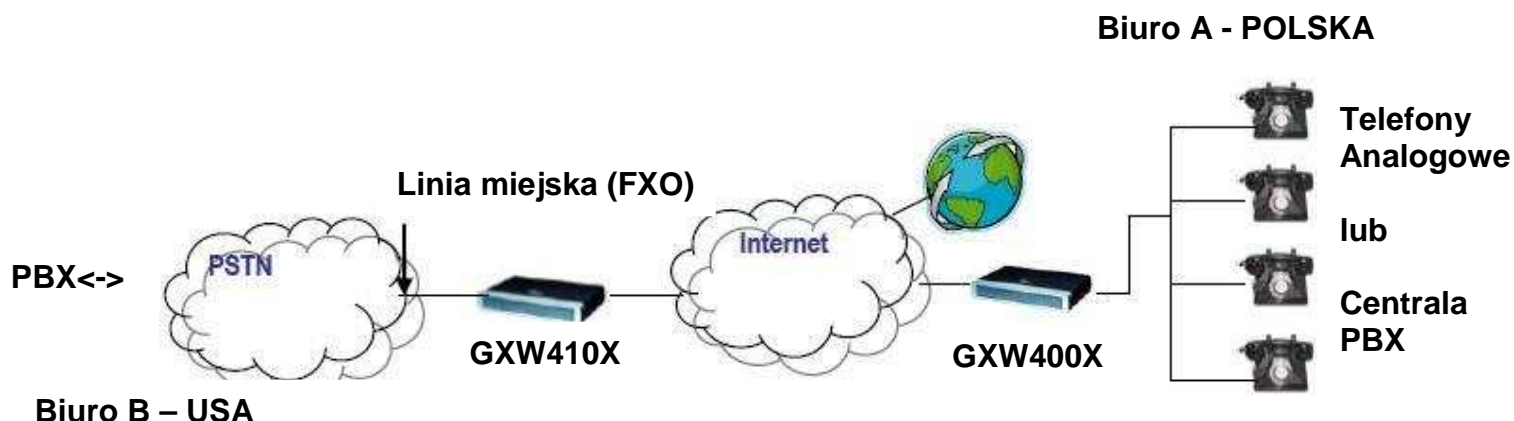 Biuro A - POLSKA
Telefony
Analogowe
Linia miejska (FXO)
lub
Internet
PSTN
PBX<->
Centrala
PBX
GXW410X
GXW400X
Biuro B – USA